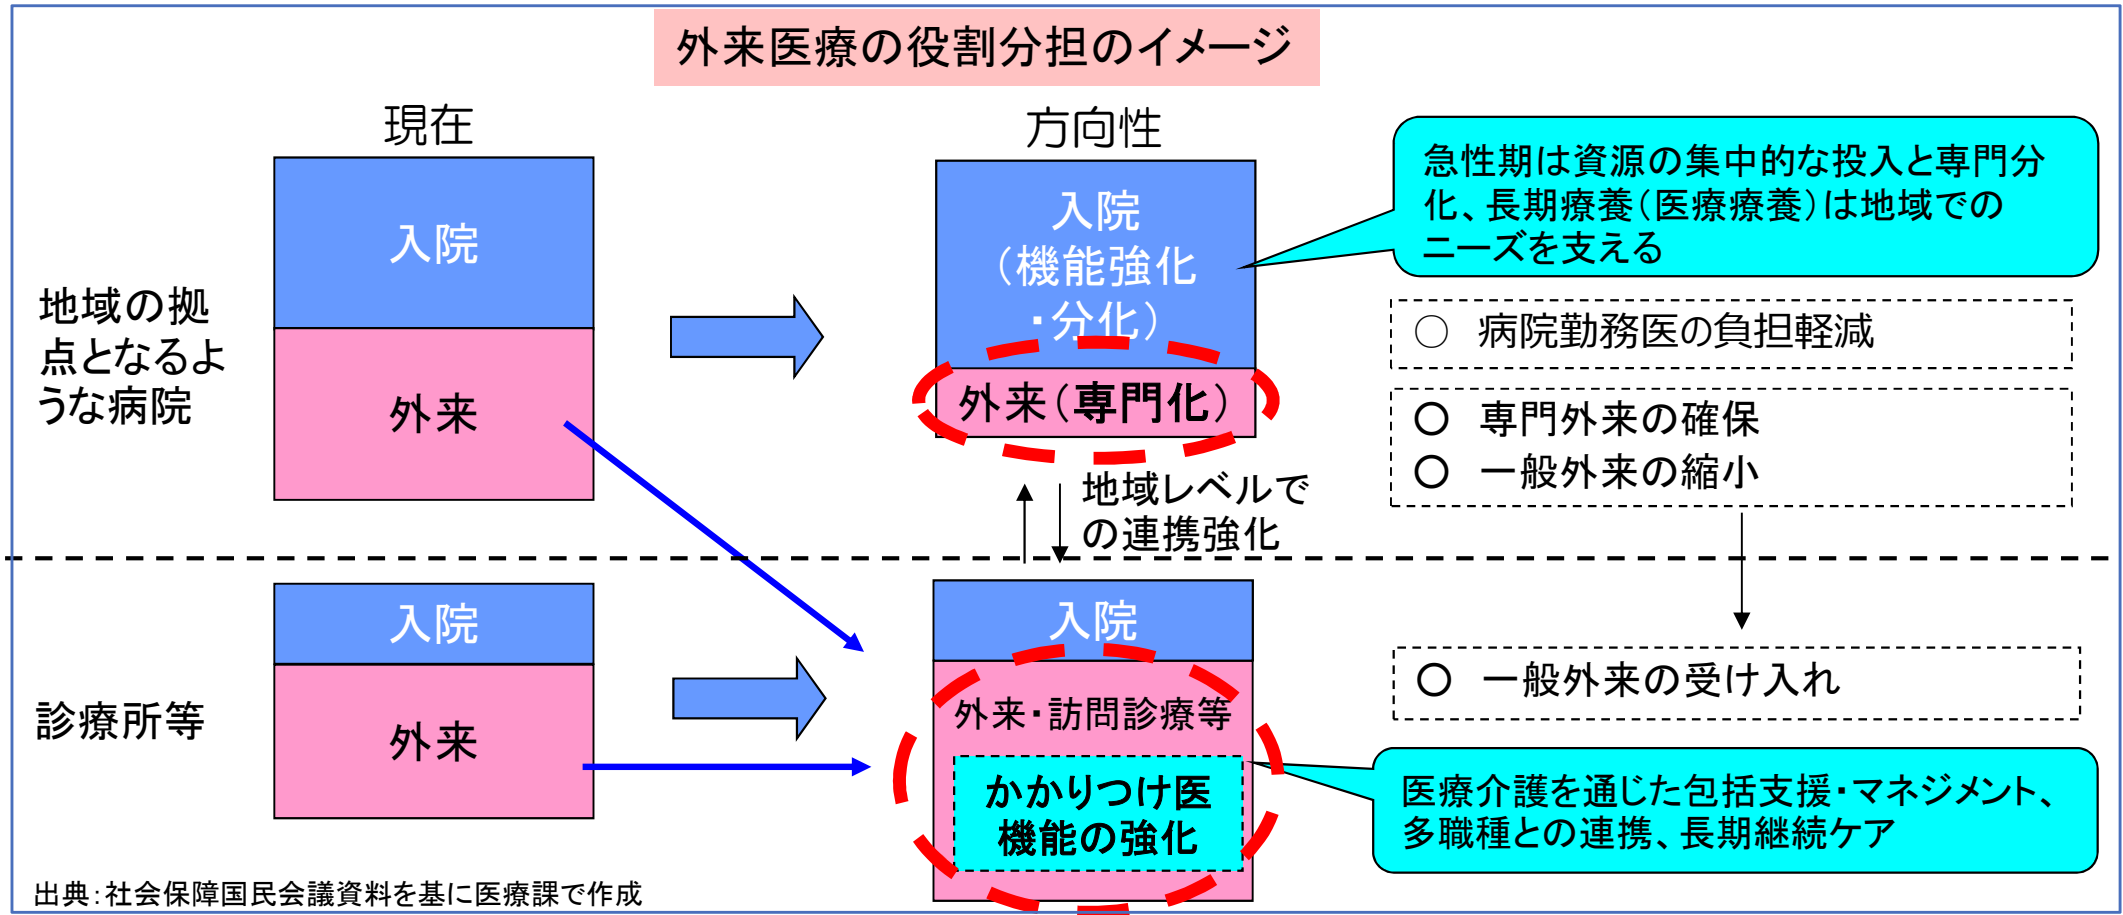 外来医療の役割分担のイメージ
現在
方向性
地域の拠
点となるよ
うな病院
入院
外来
入院
（機能強化
・分化）
外来（専門化）
急性期は資源の集中的な投入と専門分
化、長期療養（医療療養）は地域での
ニーズを支える
○　病院勤務医の負担軽減
○　専門外来の確保
○　一般外来の縮小
地域レベルで
の連携強化
診療所等
入院
外来
入院
外来・訪問診療等
かかりつけ医
機能の強化
○　一般外来の受け入れ
医療介護を通じた包括支援・マネジメント、
多職種との連携、長期継続ケア
出典：社会保障国民会議資料を基に医療課で作成